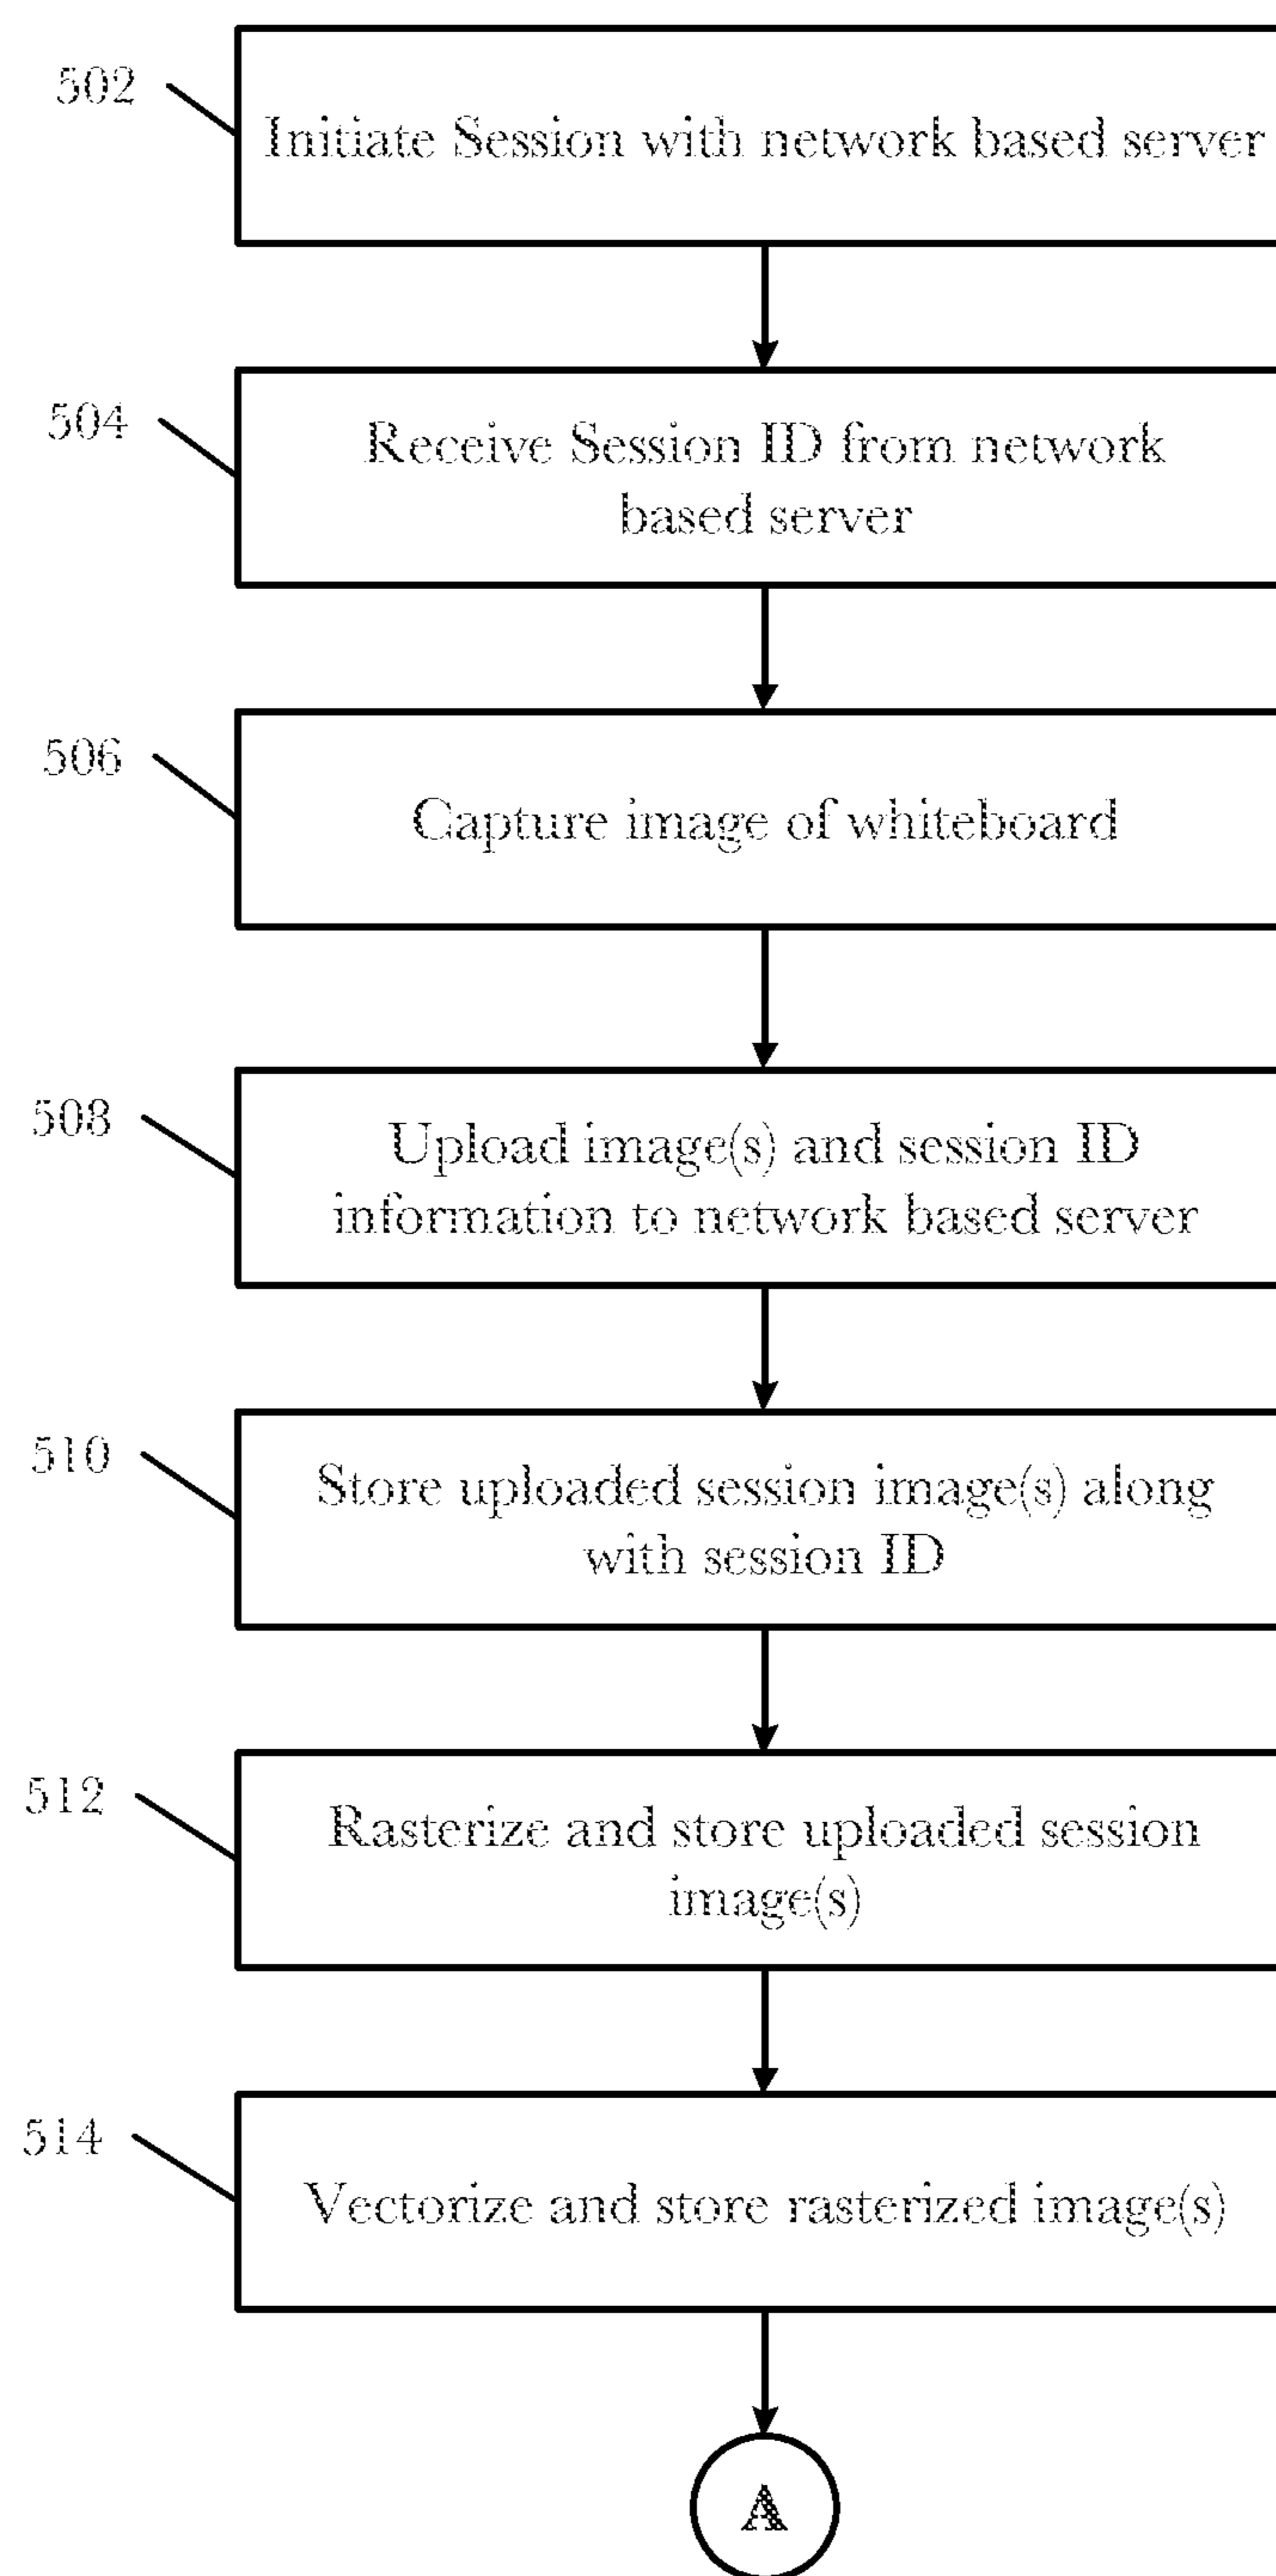 502
Initiate Session with network based server
504
Receive Session ID from network
based server
506
Capture image of whiteboard
508
Upload image(s) and session ID
information to network based server
510
Store uploaded session image(s) along
with session ID
512
Rasterize and store uploaded session
image(s)
514
Vectorize and store rasterized image(s)
A